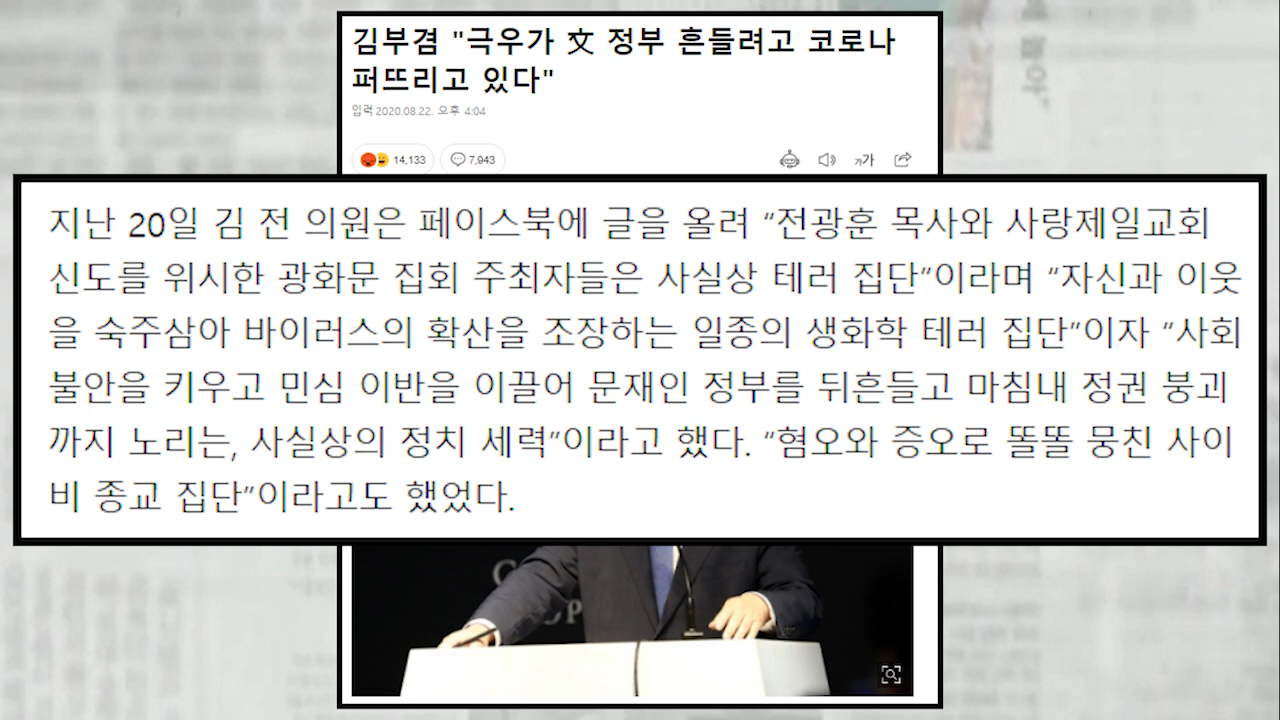 김부겸 "극우가 文 정부 흔들려고 코로나
퍼뜨리고 있다"
입력 2020.08.22. 오후 4:04
14,133
7,943
가가
지난 20일 김 전 의원은 페이스북에 글을 올려 “전광훈 목사와 사랑제일교회
신도를 위시한 광화문 집회 주최자들은 사실상 테러 집단”이라며 “자신과 이웃
을 숙주삼아 바이러스의 확산을 조장하는 일종의 생화학 테러 집단”이자 “사회
불안을 키우고 민심 이반을 이끌어 문재인 정부를 뒤흔들고 마침내 정권 붕괴
까지 노리는, 사실상의 정치 세력”이라고 했다. “혐오와 증오로 똘똘 뭉친 사이
비 종교 집단”이라고도 했었다.